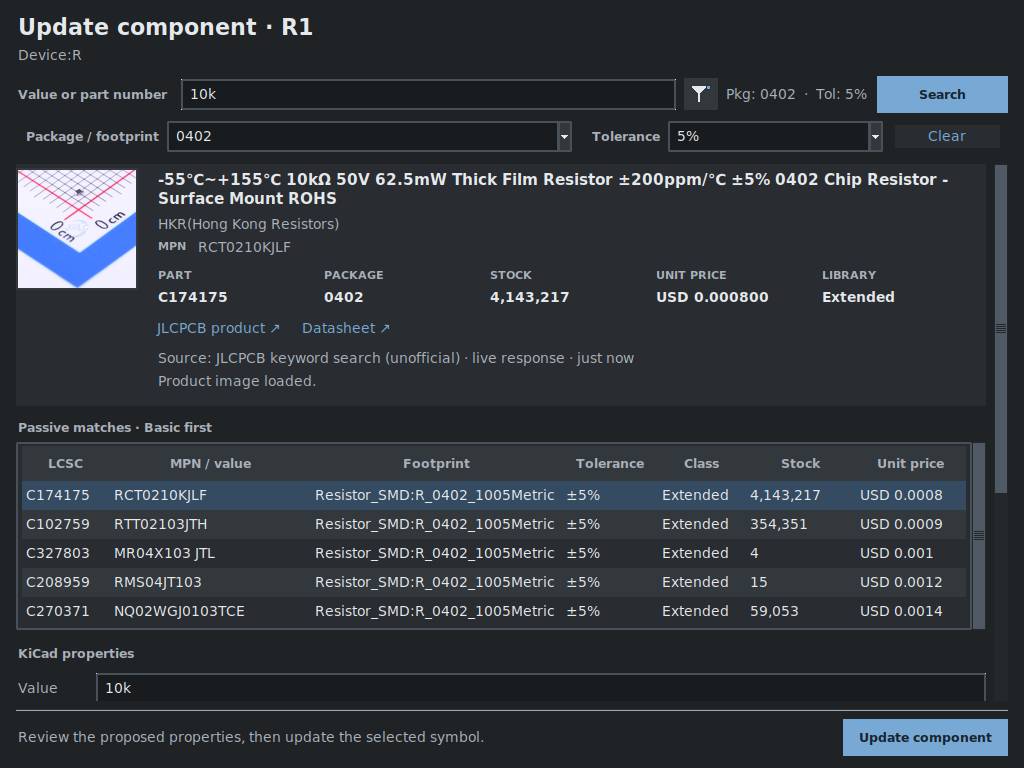 Update component · R1
Device:R
Value or part number 10k Pkg: 0402 · Tol: 5% Search
Package / footprint 0402 Tolerance 5% Clear
-55℃~+155℃ 10kΩ 50V 62.5mW Thick Film Resistor ±200ppm/℃ ±5% 0402 Chip Resistor -
Surface Mount ROHS
0 cm 0 cm
HKR(Hong Kong Resistors)
MPN RCT0210KJLF
PART PACKAGE STOCK UNIT PRICE LIBRARY
C174175 0402 4,143,217 USD 0.000800 Extended
JLCPCB product ↗ Datasheet ↗
Source: JLCPCB keyword search (unofficial) · live response · just now
Product image loaded.
Passive matches · Basic first
LCSC MPN / value Footprint Tolerance Class Stock Unit price
C174175 RCT0210KJLF Resistor_SMD:R_0402_1005Metric ±5% Extended 4,143,217 USD 0.0008
C102759 RTT02103JTH Resistor_SMD:R_0402_1005Metric ±5% Extended 354,351 USD 0.0009
C327803 MR04X103 JTL Resistor_SMD:R_0402_1005Metric ±5% Extended 4 USD 0.001
C208959 RMS04JT103 Resistor_SMD:R_0402_1005Metric ±5% Extended 15 USD 0.0012
C270371 NQ02WGJ0103TCE Resistor_SMD:R_0402_1005Metric ±5% Extended 59,053 USD 0.0014
KiCad properties
Value 10k
Review the proposed properties, then update the selected symbol. Update component